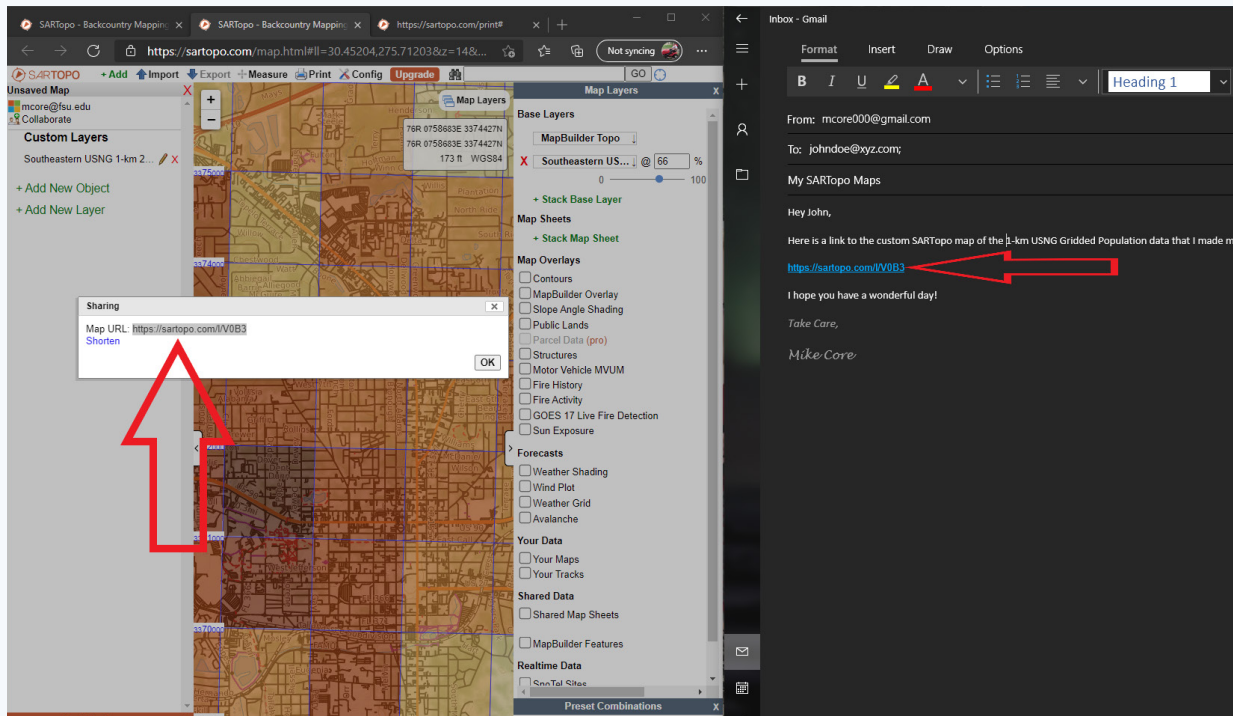 SARTopo - Backcountry Mapping
SARTopo - Backcountry Mapping
https://sartopo.com/print#
https://sartopo.com/map.html#ll=30.45204,275.71203&z=14&...
Not syncing
SARTOPO
+ Add
Import
Export
Measure
Print
Config
Upgrade
GO
Unsaved Map
X
mcore@fsu.edu
Collaborate
Custom Layers
Southeastern USNG 1-km 2...
X
+ Add New Object
+ Add New Layer
+
−
Map Layers
76R 0758683E 3374427N
76R 0758683E 3374427N
173 ft WGS84
3375000
3374000
Plantation
North Ride
Sharing
Map URL: https://sartopo.com/l/V0B3
Shorten
OK
Map Layers
x
Base Layers
MapBuilder Topo
X Southeastern US... @ 66 %
0 100
+ Stack Base Layer
Map Sheets
+ Stack Map Sheet
Map Overlays
Contours
MapBuilder Overlay
Slope Angle Shading
Public Lands
Parcel Data (pro)
Structures
Motor Vehicle MVUM
Fire History
Fire Activity
GOES 17 Live Fire Detection
Sun Exposure
Forecasts
Weather Shading
Wind Plot
Weather Grid
Avalanche
Your Data
Your Maps
Your Tracks
Shared Data
Shared Map Sheets
MapBuilder Features
Realtime Data
SnoTel Sites
Preset Combinations
x
Inbox - Gmail
Format Insert Draw Options
B I U A
Heading 1
From: mcore000@gmail.com
To: johndoe@xyz.com;
My SARTopo Maps
Hey John,
Here is a link to the custom SARTopo map of the 1-km USNG Gridded Population data that I made m
https://sartopo.com/l/V0B3
I hope you have a wonderful day!
Take Care,
Mike Core